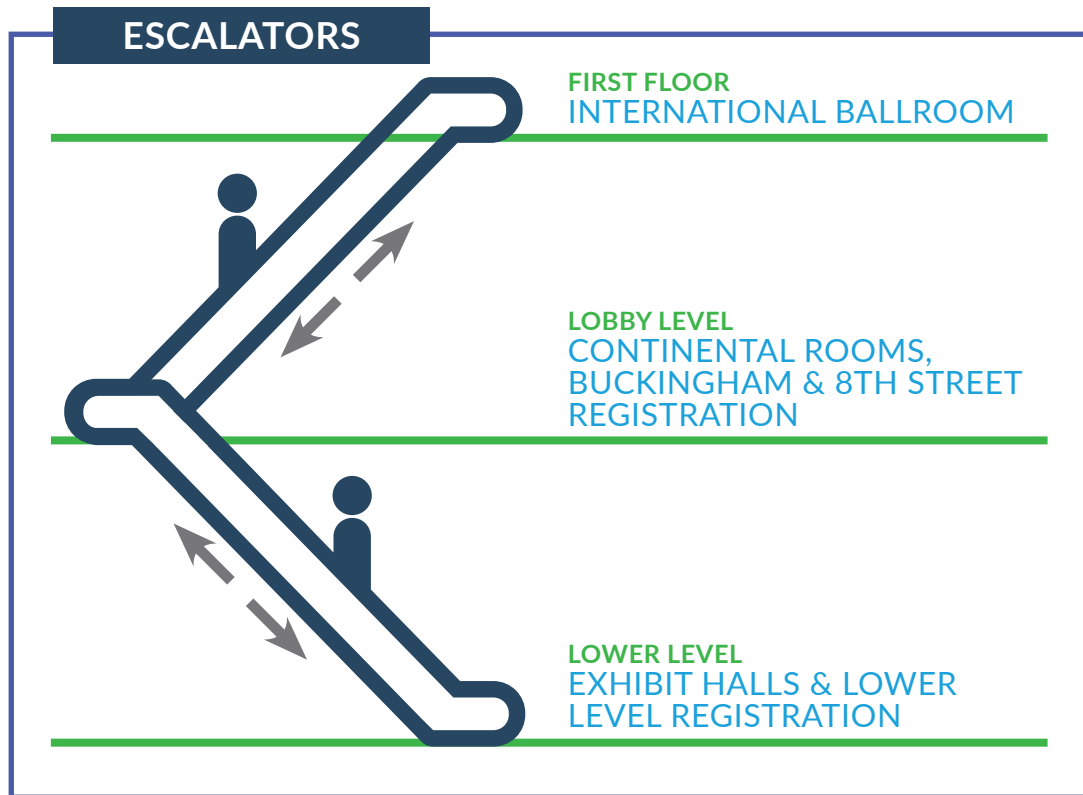 ESCALATORS
FIRST FLOOR
INTERNATIONAL BALLROOM
LOBBY LEVEL
CONTINENTAL ROOMS,
BUCKINGHAM & 8TH STREET
REGISTRATION
LOWER LEVEL
EXHIBIT HALLS & LOWER
LEVEL REGISTRATION